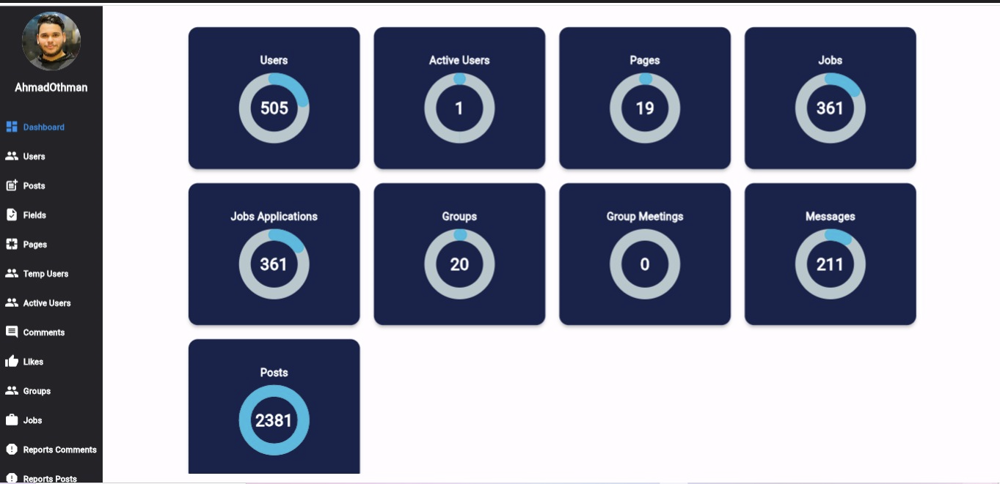 AhmadOthman
Dashboard
Users
Posts
Fields
Pages
Temp Users
Active Users
Comments
Likes
Groups
Jobs
Reports Comments
Reports Posts
Users
505
Active Users
1
Pages
19
Jobs
361
Jobs Applications
361
Groups
20
Group Meetings
0
Messages
211
Posts
2381